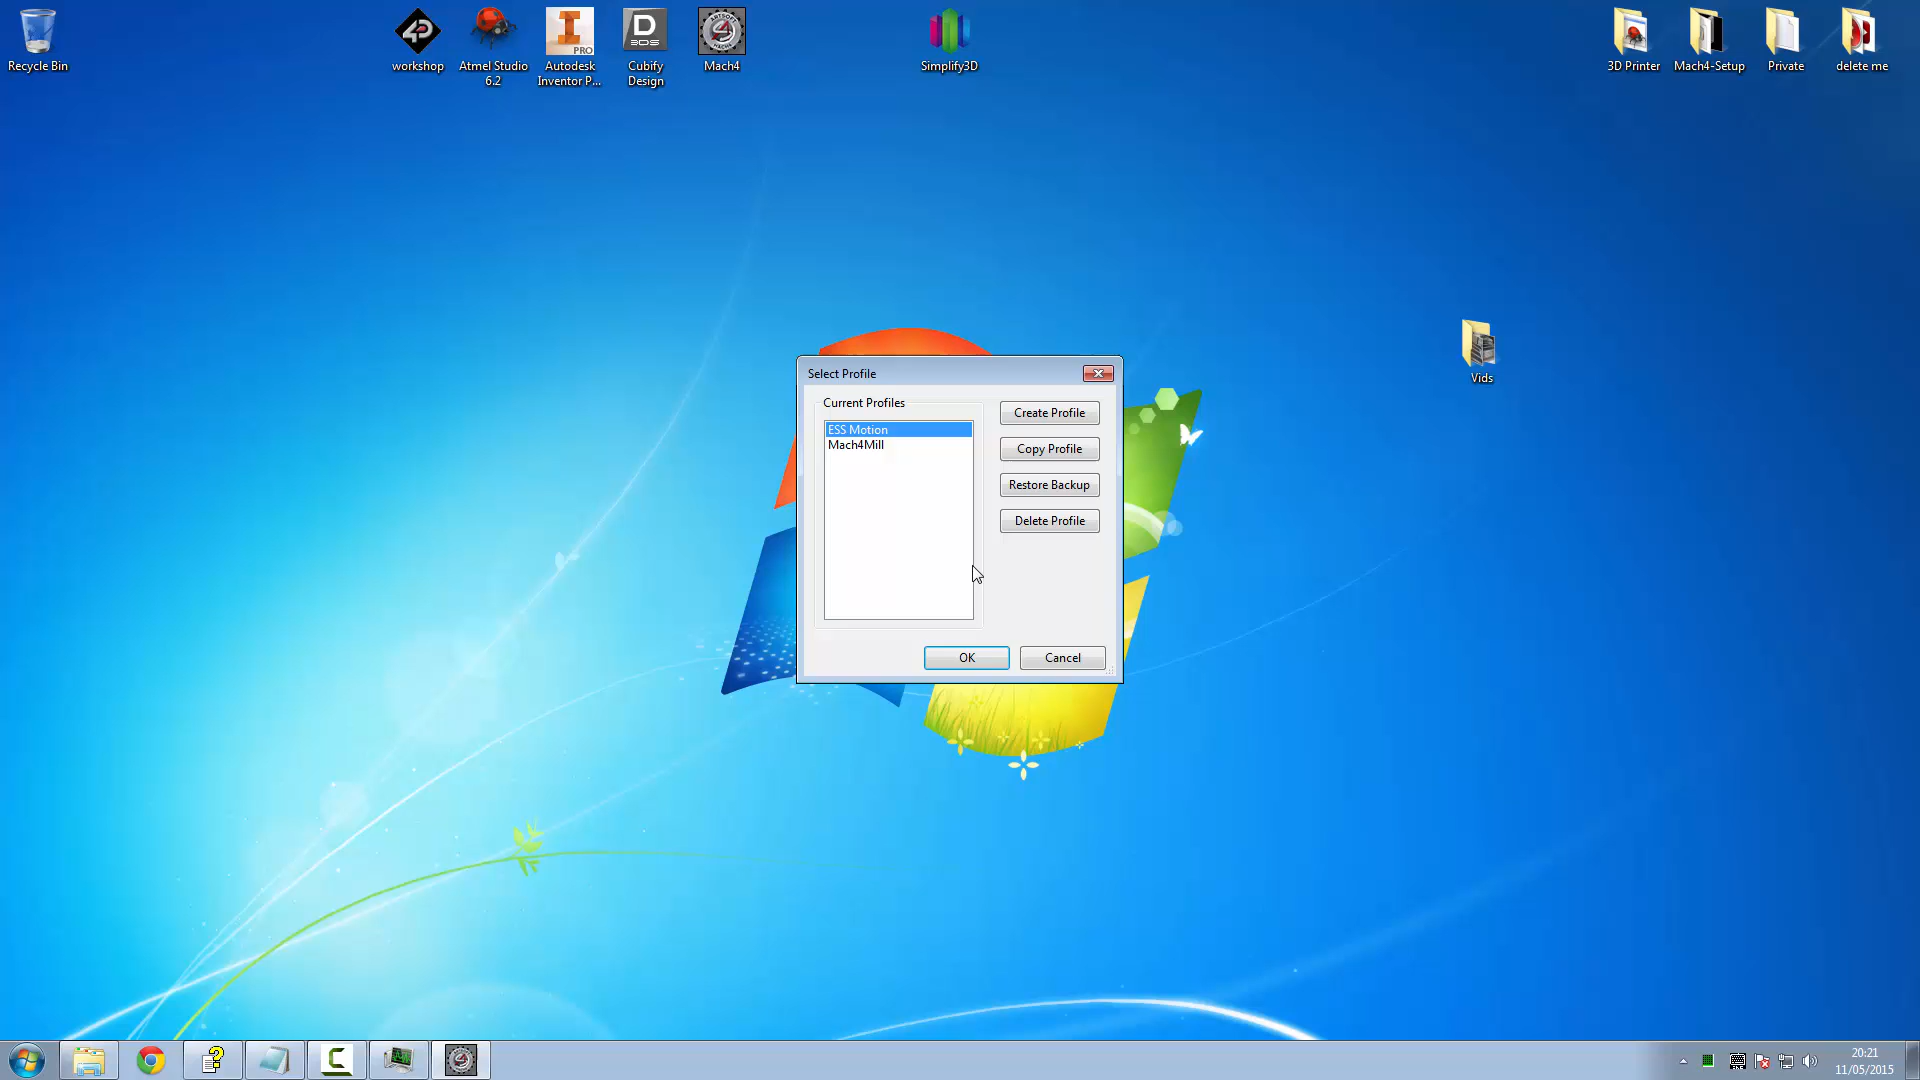 Recycle Bin
workshop
Atmel Studio
6.2
PRO
Autodesk
Inventor P...
D
3DS
Cubify
Design
Mach4
Simplify3D
3D Printer
Mach4-Setup
Private
delete me
Vids
Select Profile
Current Profiles
ESS Motion
Mach4Mill
Create Profile
Copy Profile
Restore Backup
Delete Profile
OK
Cancel
20:21
11/05/2015